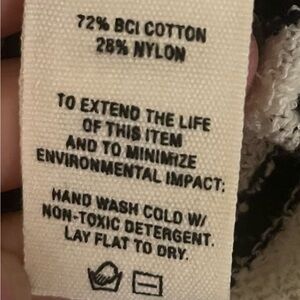 72% BCI COTTON
28% NYLON
TO EXTEND THE LIFE
OF THIS ITEM
AND TO MINIMIZE
ENVIRONMENTAL IMPACT:
HAND WASH COLD W/
NON-TOXIC DETERGENT.
LAY FLAT TO DRY.